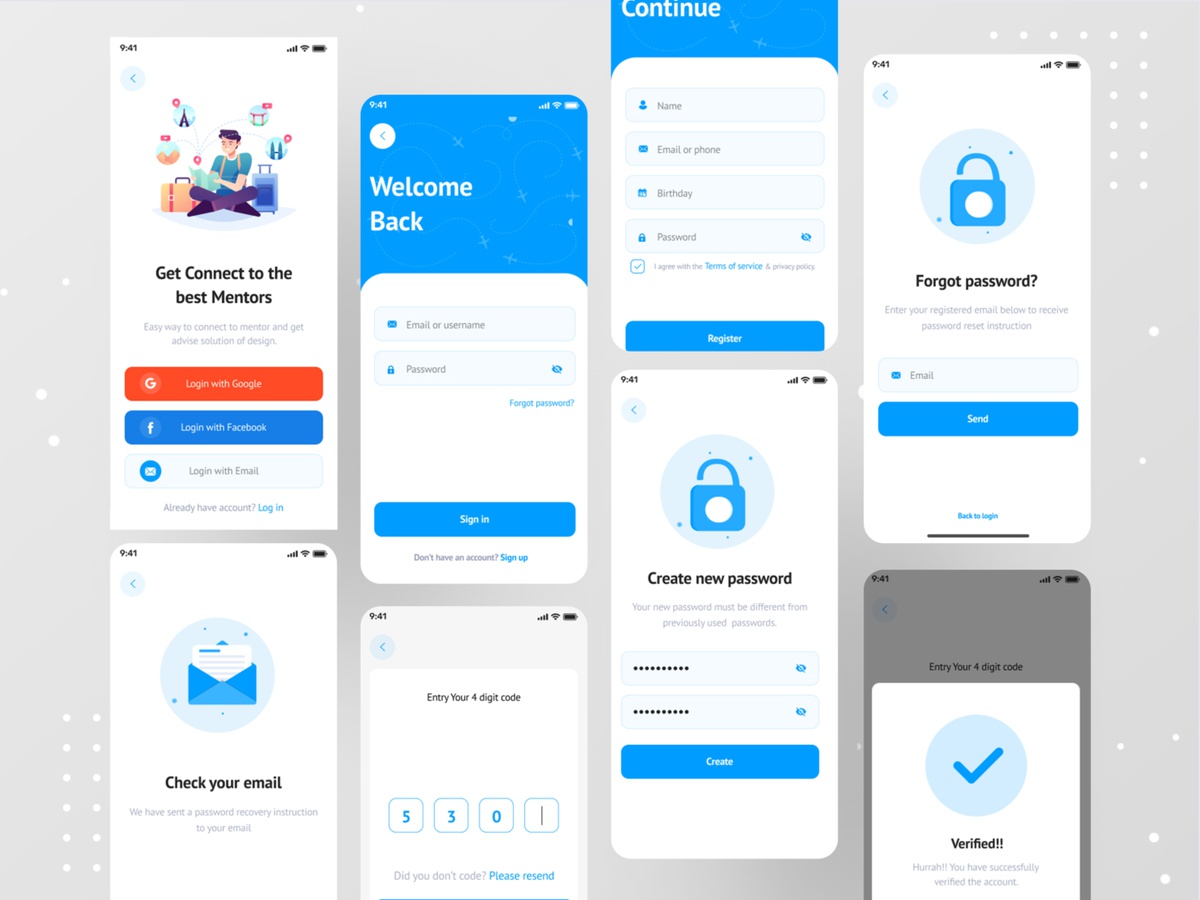 9:41
Get Connect to the
best Mentors
Easy way to connect to mentor and get
advise solution of design.
G
Login with Google
f
Login with Facebook
Login with Email
Already have account? Log in
9:41
Check your email
We have sent a password recovery instruction
to your email
9:41
Welcome
Back
Email or username
Password
Forgot password?
Sign in
Don't have an account? Sign up
9:41
Entry Your 4 digit code
5 3 0
Did you don't code? Please resend
Continue
Name
Email or phone
Birthday
Password
I agree with the Terms of service & privacy policy.
Register
9:41
Create new password
Your new password must be different from
previously used passwords.
••••••••••
••••••••••
Create
9:41
Forgot password?
Enter your registered email below to receive
password reset instruction
Email
Send
Back to login
9:41
Entry Your 4 digit code
Verified!!
Hurrah!! You have successfully
verified the account.